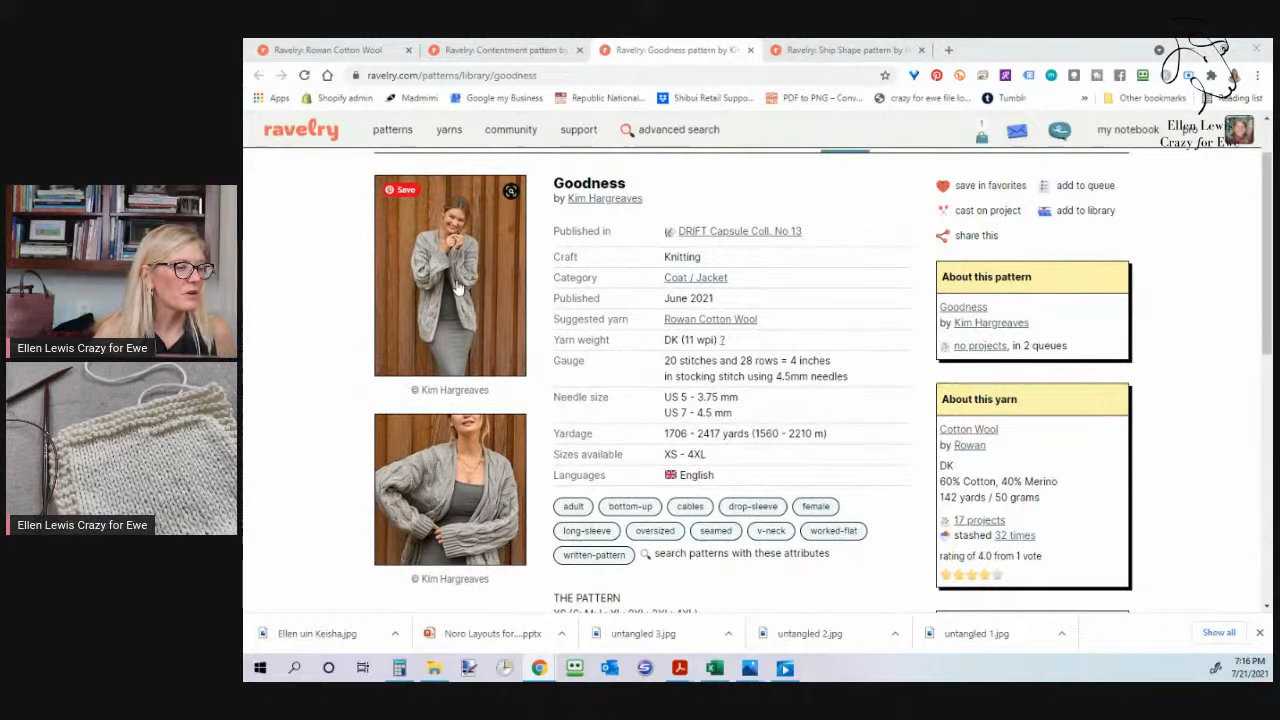 Ravelry: Rowan Cotton Wool
Ravelry: Contentment pattern by
Ravelry: Goodness pattern by Ki
Ravelry: Ship Shape pattern by
ravelry.com/patterns/library/goodness
Apps
Shopify admin
Madmimi
Google my Business
Republic National...
Shibui Retail Suppo...
PDF to PNG – Conv...
crazy for ewe file lo...
Tumblr
»
Other bookmarks
Reading list
Ellen Lewis
Crazy for Ewe
ravelry
patterns
yarns
community
support
advanced search
1
my notebook
pro
Save
© Kim Hargreaves
© Kim Hargreaves
Goodness
by Kim Hargreaves
Published in DRIFT Capsule Coll. No 13
Craft Knitting
Category Coat / Jacket
Published June 2021
Suggested yarn Rowan Cotton Wool
Yarn weight DK (11 wpi) ?
Gauge 20 stitches and 28 rows = 4 inches
in stocking stitch using 4.5mm needles
Needle size US 5 - 3.75 mm
US 7 - 4.5 mm
Yardage 1706 - 2417 yards (1560 - 2210 m)
Sizes available XS - 4XL
Languages English
adult bottom-up cables drop-sleeve female
long-sleeve oversized seamed v-neck worked-flat
written-pattern search patterns with these attributes
THE PATTERN
save in favorites add to queue
cast on project add to library
share this
About this pattern
Goodness
by Kim Hargreaves
no projects, in 2 queues
About this yarn
Cotton Wool
by Rowan
DK
60% Cotton, 40% Merino
142 yards / 50 grams
17 projects
stashed 32 times
rating of 4.0 from 1 vote
Ellen Lewis Crazy for Ewe
Ellen Lewis Crazy for Ewe
Ellen uin Keisha.jpg
Noro Layouts for....pptx
untangled 3.jpg
untangled 2.jpg
untangled 1.jpg
Show all
7:16 PM
7/21/2021